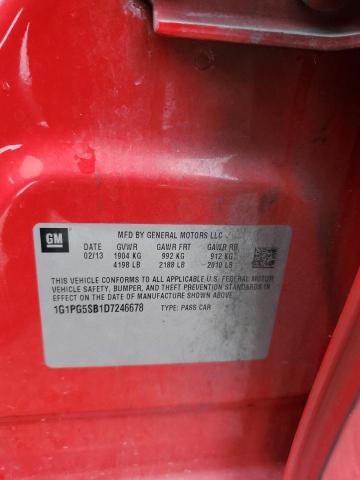 GM
MFD BY GENERAL MOTORS LLC
DATE GVWR GAWR FRT GAWR RR
02/13 1904 KG 992 KG 912 KG
4198 LB 2188 LB 2010 LB
THIS VEHICLE CONFORMS TO ALL APPLICABLE U.S. FEDERAL MOTOR
VEHICLE SAFETY, BUMPER, AND THEFT PREVENTION STANDARDS
IN EFFECT ON THE DATE OF MANUFACTURE SHOWN ABOVE.
1G1PG5SB1D7246678 TYPE: PASS CAR